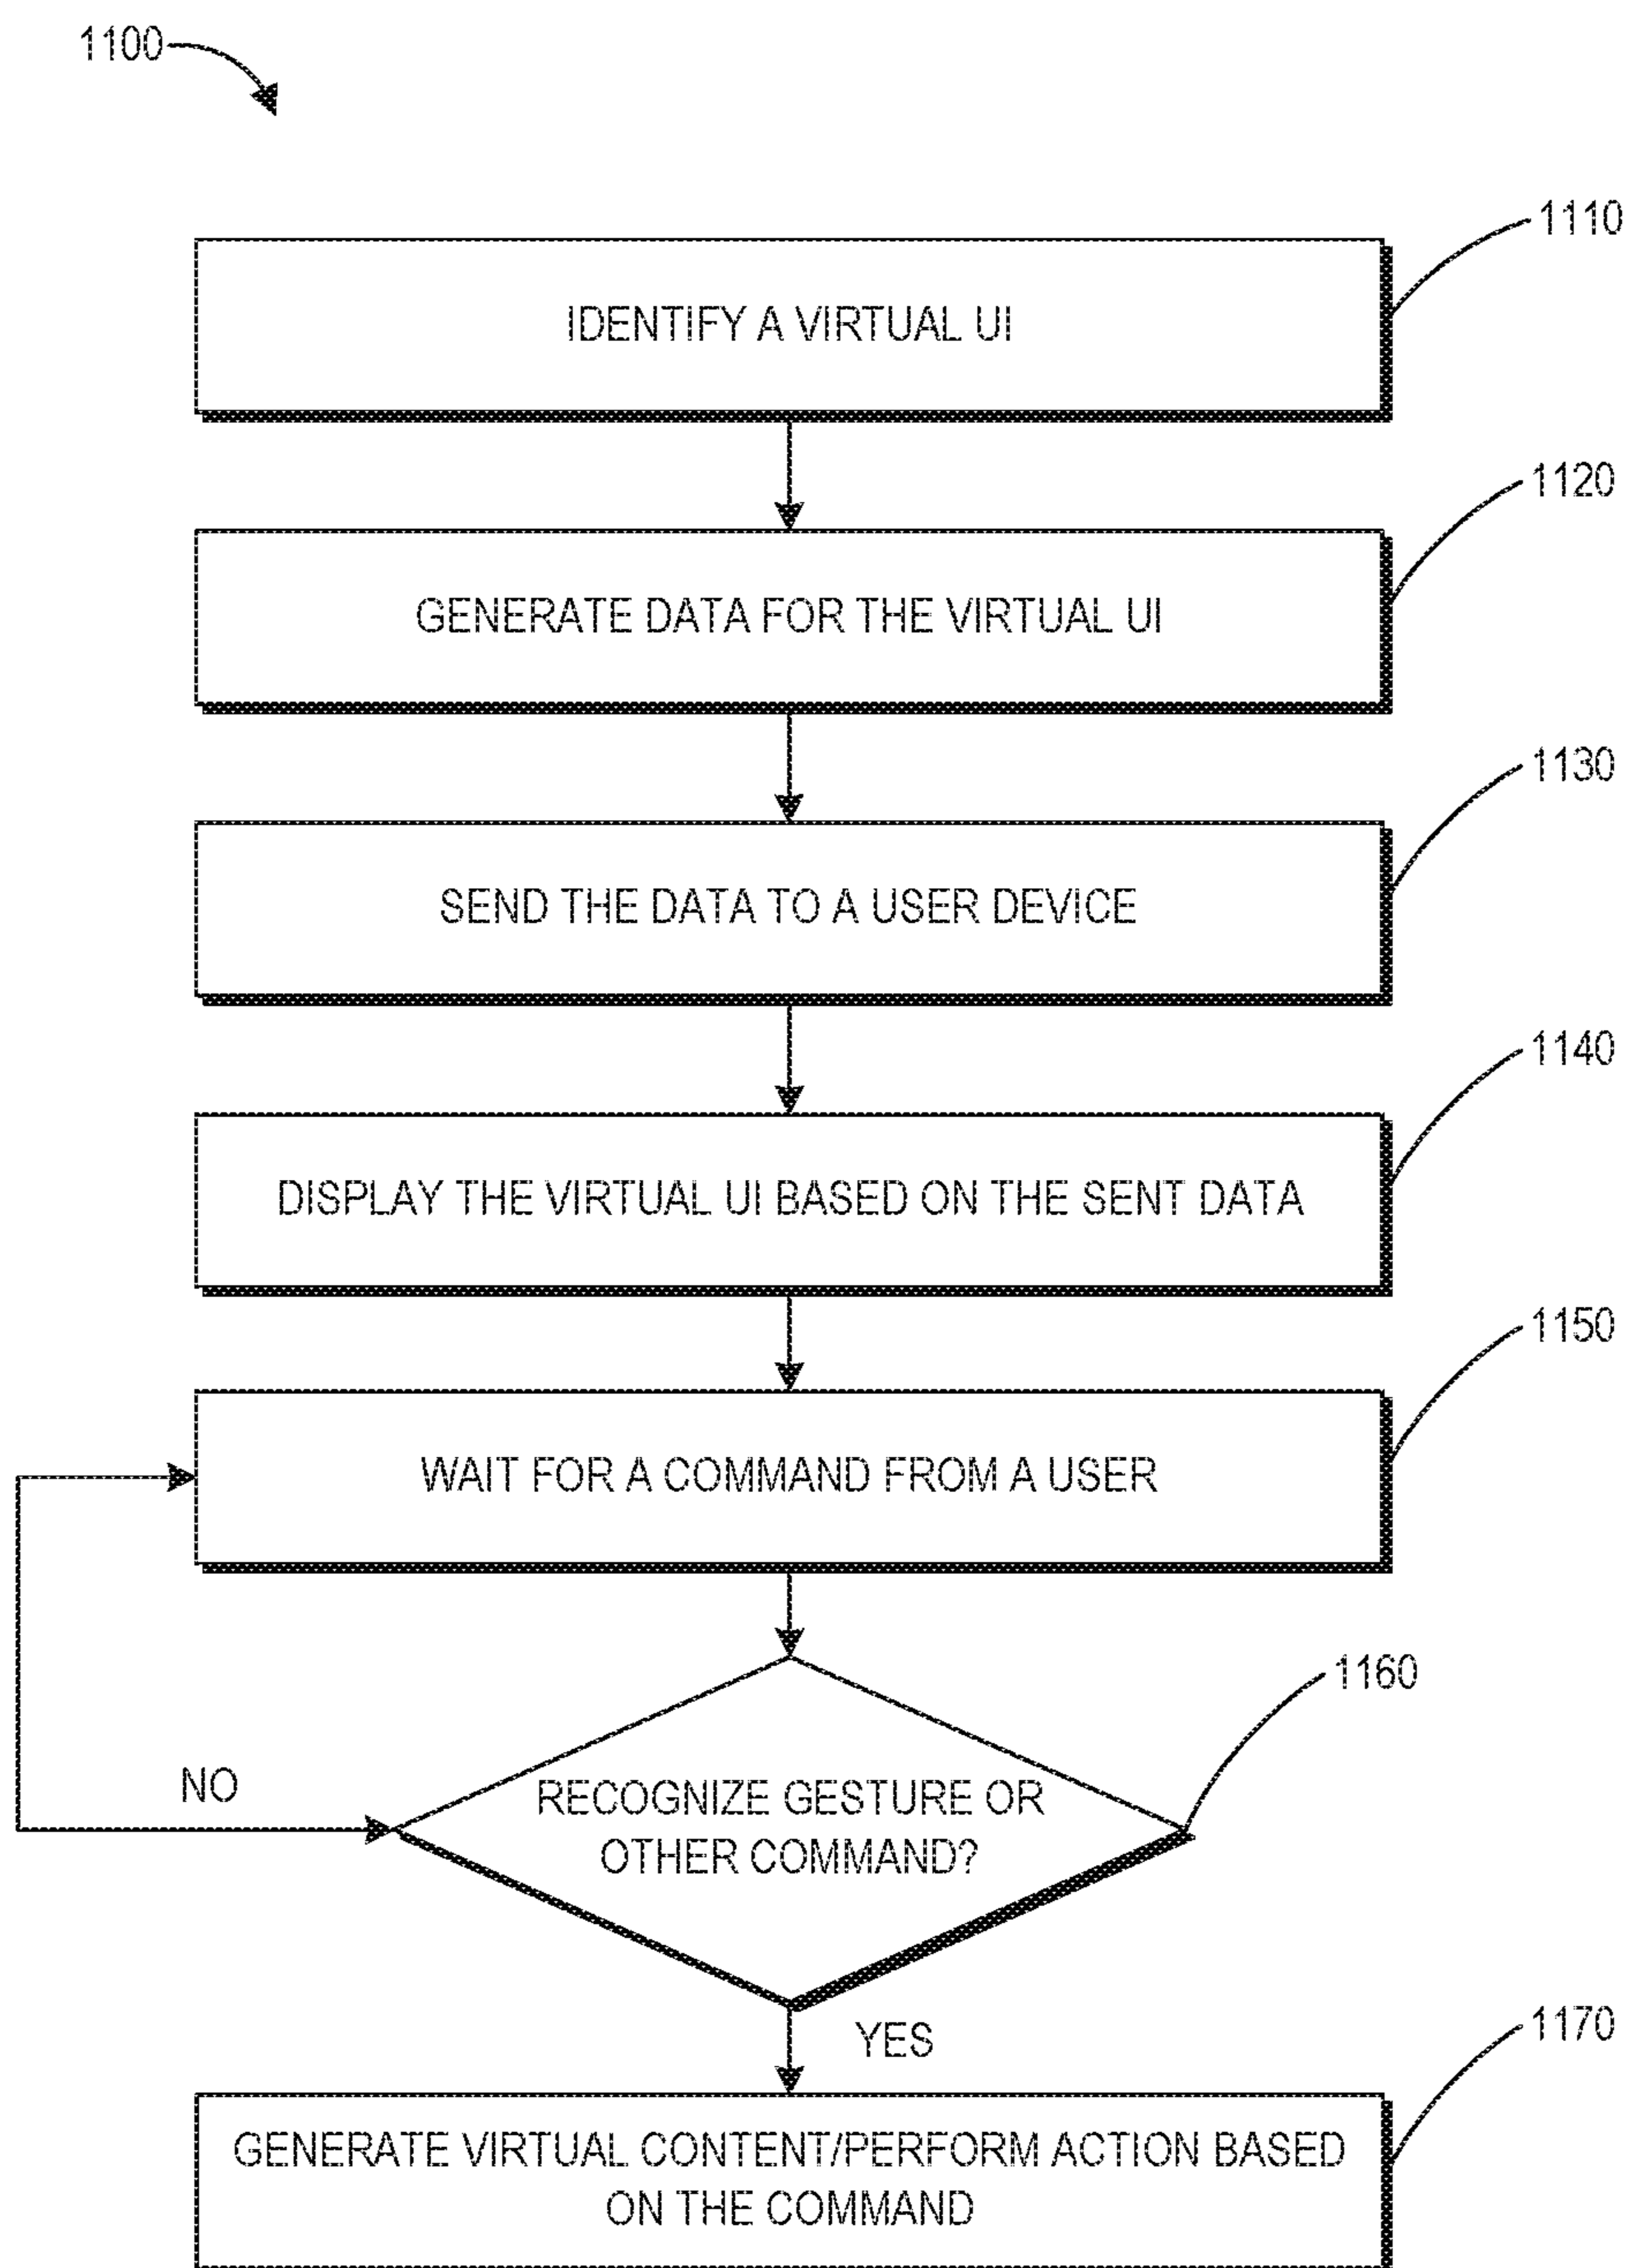 1100
1110
IDENTIFY A VIRTUAL UI
1120
GENERATE DATA FOR THE VIRTUAL UI
1130
SEND THE DATA TO A USER DEVICE
1140
DISPLAY THE VIRTUAL UI BASED ON THE SENT DATA
1150
WAIT FOR A COMMAND FROM A USER
1160
NO
RECOGNIZE GESTURE OR
OTHER COMMAND?
YES
1170
GENERATE VIRTUAL CONTENT/PERFORM ACTION BASED
ON THE COMMAND